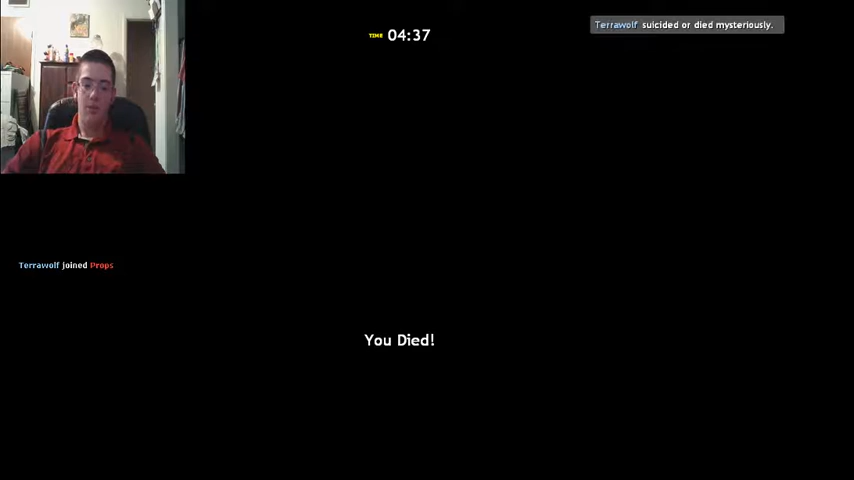 TIME 04:37
Terrawolf suicided or died mysteriously.
Terrawolf joined Props
You Died!